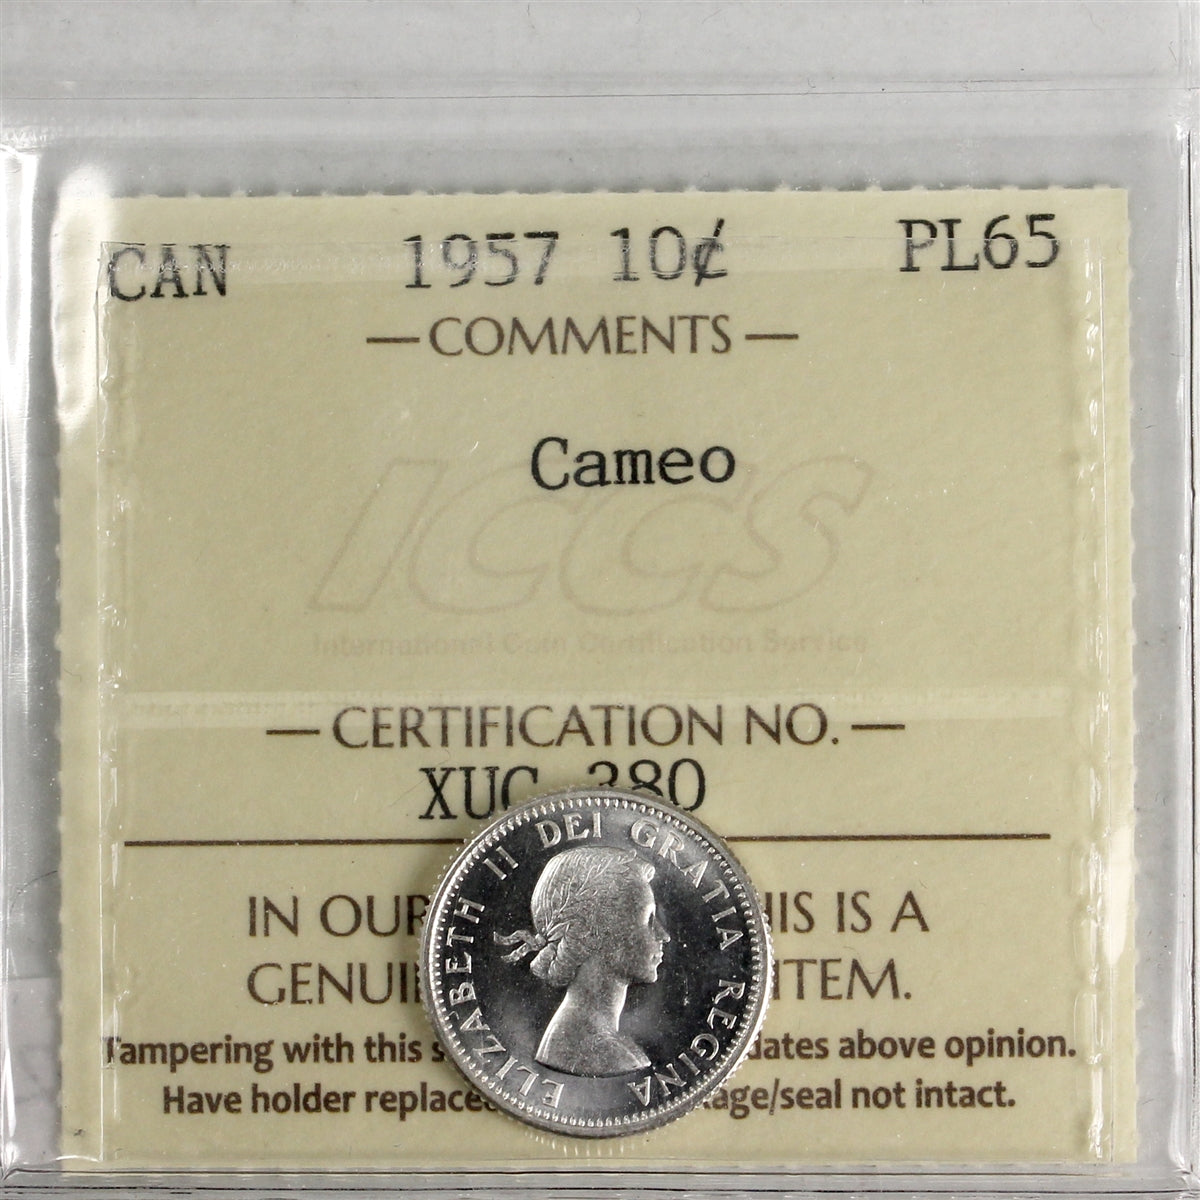 CAN 1957 10¢ PL65
— COMMENTS —
Cameo
ICCS
International Coin Certification Service
— CERTIFICATION NO. —
XUC 380
IN OUR HIS IS A
GENUI ITEM.
Tampering with this s dates above opinion.
Have holder replaced kage/seal not intact.
ELIZABETH II DEI GRATIA REGINA